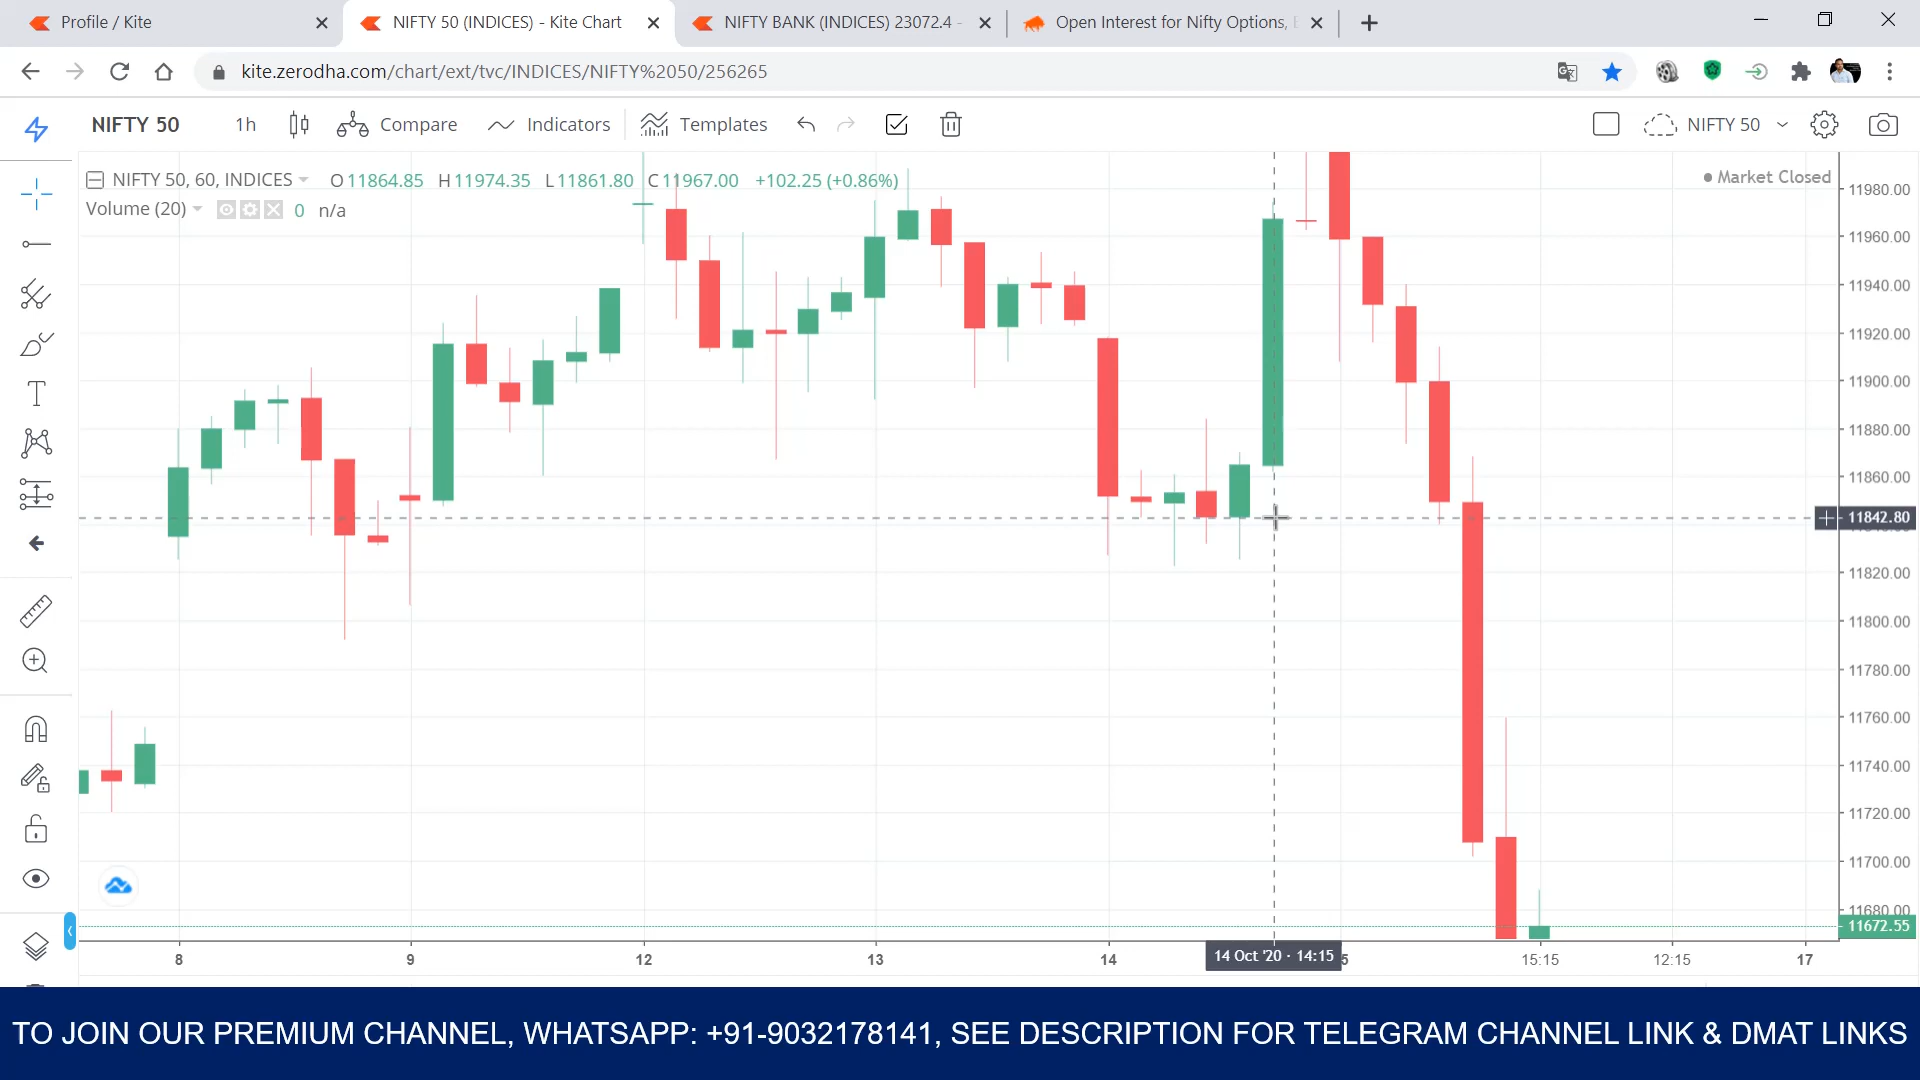 Profile / Kite
NIFTY 50 (INDICES) - Kite Chart
NIFTY BANK (INDICES) 23072.4 -
Open Interest for Nifty Options,
kite.zerodha.com/chart/ext/tvc/INDICES/NIFTY%2050/256265
NIFTY 50
1h
Compare
Indicators
Templates
NIFTY 50
NIFTY 50, 60, INDICES
O 11864.85 H 11974.35 L 11861.80 C 11967.00 +102.25 (+0.86%)
Market Closed
Volume (20)
0 n/a
11980.00
11960.00
11940.00
11920.00
11900.00
11880.00
11860.00
11842.80
11820.00
11800.00
11780.00
11760.00
11740.00
11720.00
11700.00
11680.00
11672.55
8 9 12 13 14 14 Oct '20 · 14:15 5 15:15 12:15 17
TO JOIN OUR PREMIUM CHANNEL, WHATSAPP: +91-9032178141, SEE DESCRIPTION FOR TELEGRAM CHANNEL LINK & DMAT LINKS